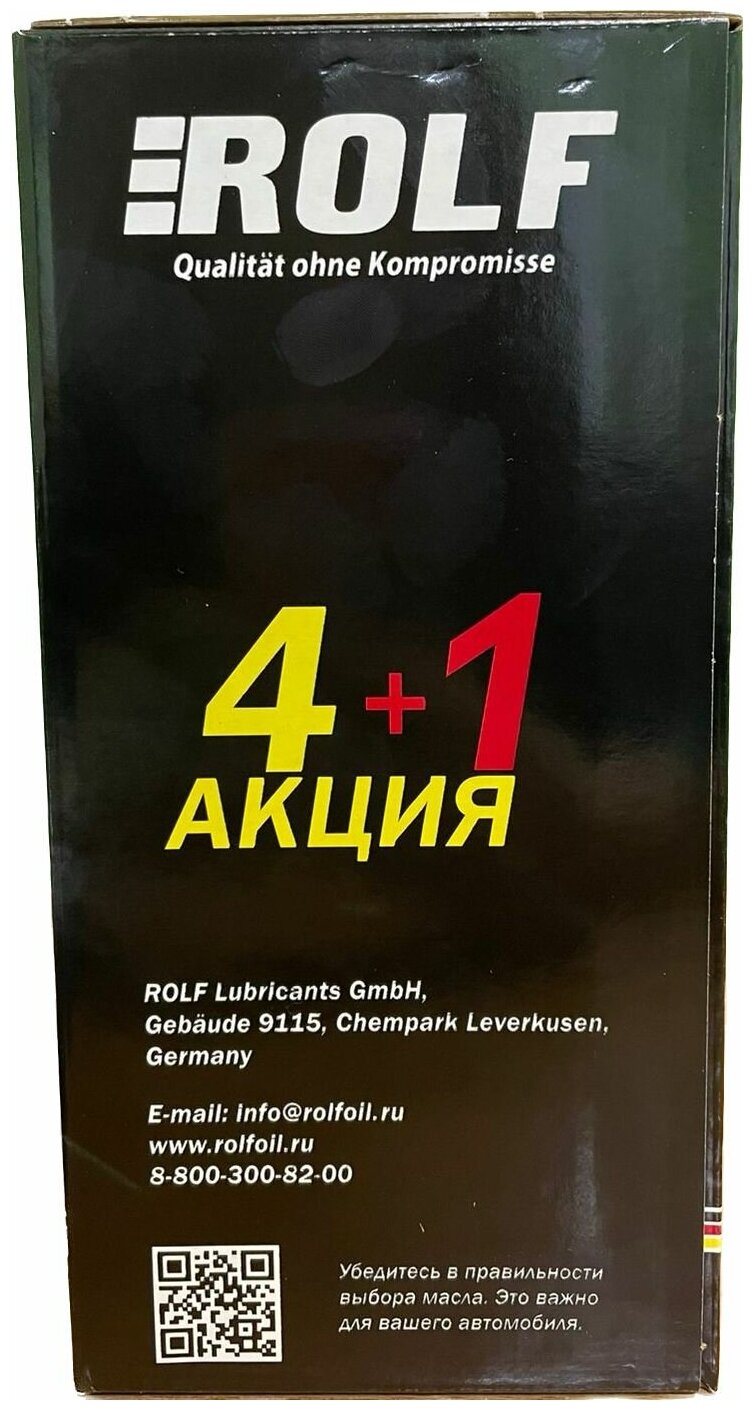 ROLF
Qualität ohne Kompromisse
4+1
АКЦИЯ
ROLF Lubricants GmbH,
Gebäude 9115, Chempark Leverkusen,
Germany
E-mail: info@rolfoil.ru
www.rolfoil.ru
8-800-300-82-00
Убедитесь в правильности
выбора масла. Это важно
для вашего автомобиля.